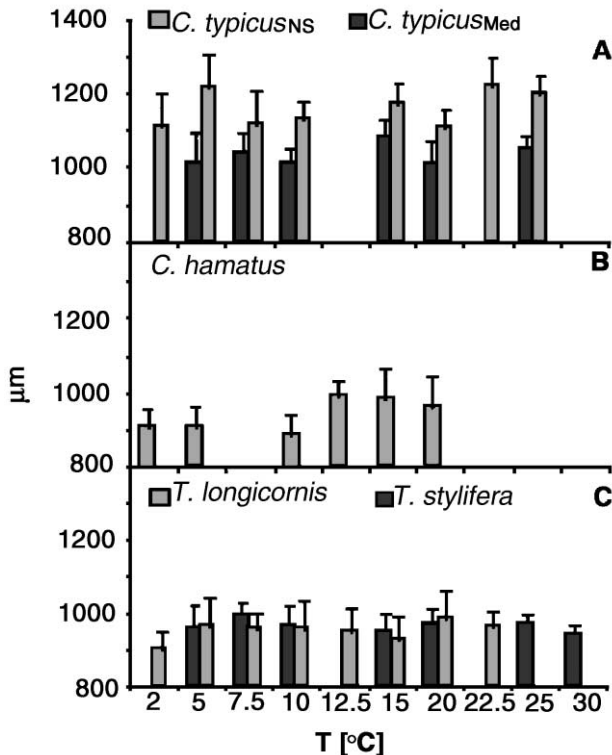 C. typicusNS C. typicusMed
A
1400
1200
1000
800
C. hamatus B
1200
1000
800
µm
T. longicornis T. stylifera C
1200
1000
800
2 5 7.5 10 12.5 15 20 22.5 25 30
T [°C]